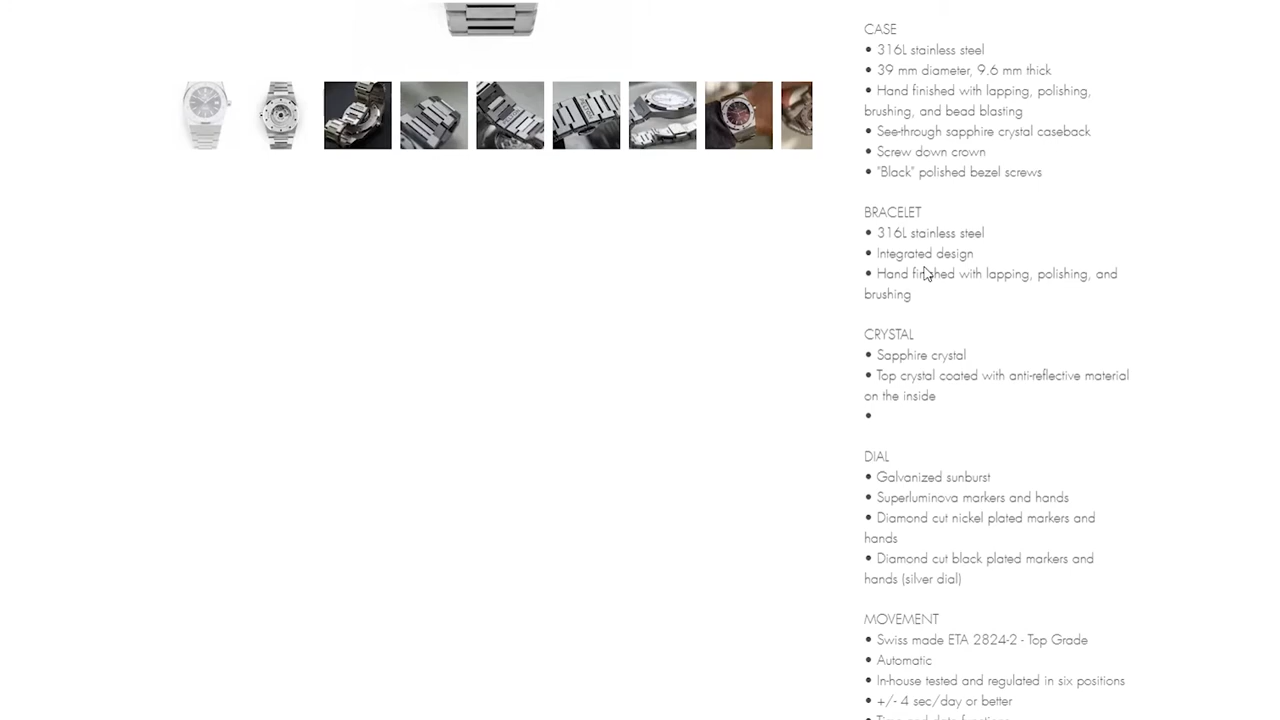 CASE
• 316L stainless steel
• 39 mm diameter, 9.6 mm thick
• Hand finished with lapping, polishing,
brushing, and bead blasting
• See-through sapphire crystal caseback
• Screw down crown
• "Black" polished bezel screws
BRACELET
• 316L stainless steel
• Integrated design
• Hand finished with lapping, polishing, and
brushing
CRYSTAL
• Sapphire crystal
• Top crystal coated with anti-reflective material
on the inside
•
DIAL
• Galvanized sunburst
• Superluminova markers and hands
• Diamond cut nickel plated markers and
hands
• Diamond cut black plated markers and
hands (silver dial)
MOVEMENT
• Swiss made ETA 2824-2 - Top Grade
• Automatic
• In-house tested and regulated in six positions
• +/- 4 sec/day or better